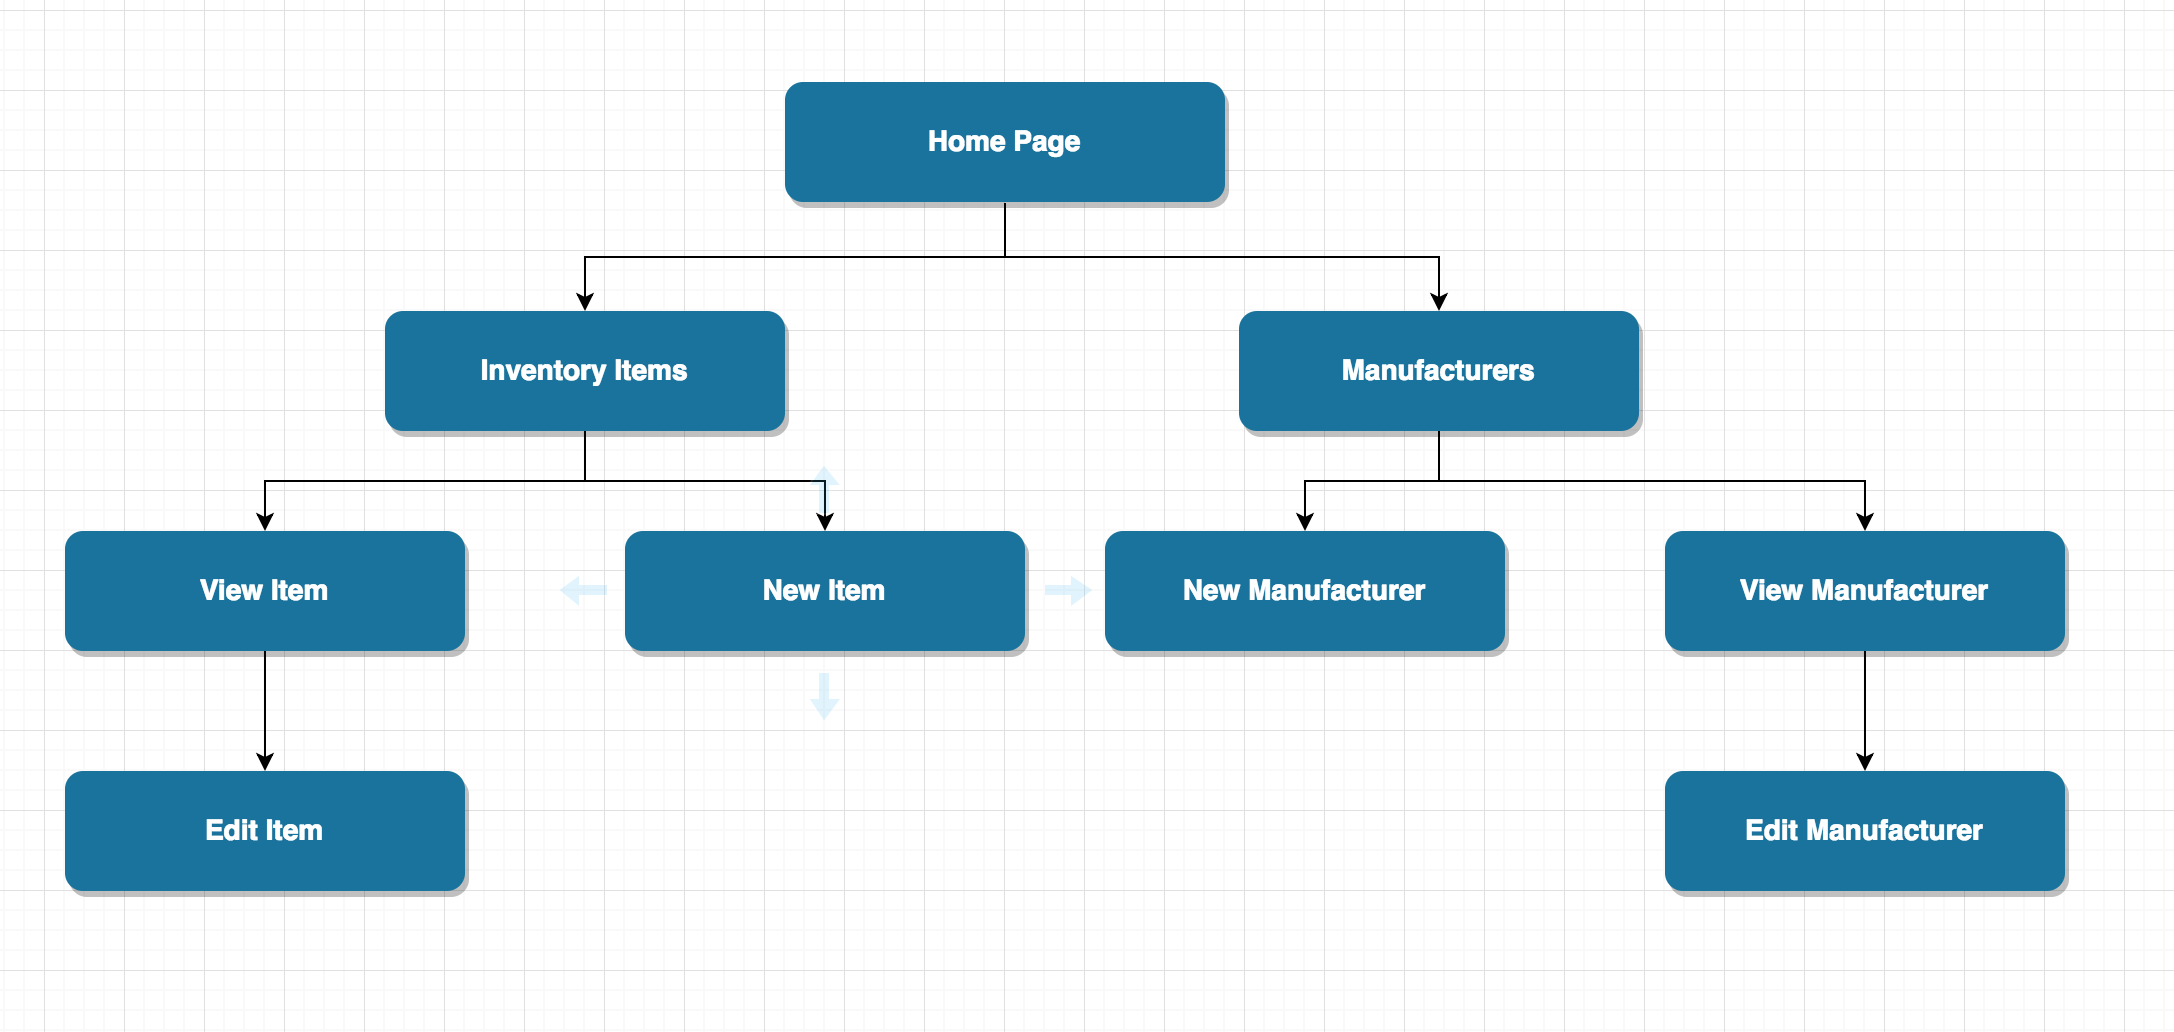 Home Page
Inventory Items
Manufacturers
View Item
New Item
New Manufacturer
View Manufacturer
Edit Item
Edit Manufacturer